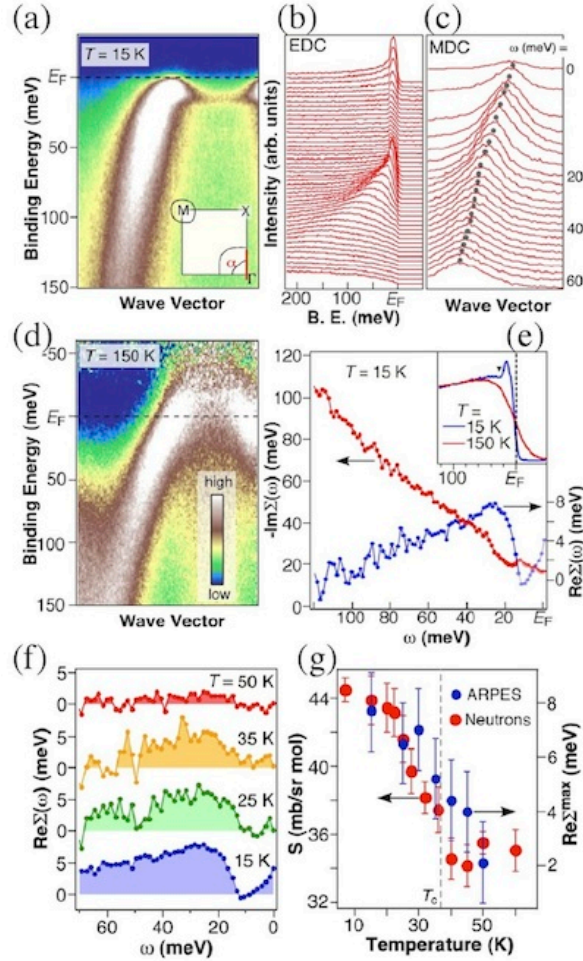 (a)
T = 15 K
EF
0
50
100
150
Binding Energy (meV)
Wave Vector
M
X
α
Γ
(b)
EDC
Intensity (arb. units)
200
100
EF
B. E. (meV)
(c)
MDC
ω (meV) =
0
20
40
60
Wave Vector
(d)
T = 150 K
-50
EF
0
50
100
150
Binding Energy (meV)
Wave Vector
high
low
(e)
T = 15 K
120
100
80
60
40
20
0
-ImΣ(ω) (meV)
8
4
0
ReΣ(ω) (meV)
100
80
60
40
20
EF
ω (meV)
T =
15 K
150 K
100
EF
(f)
T = 50 K
35 K
25 K
15 K
5
0
5
0
5
0
5
0
ReΣ(ω) (meV)
60
40
20
0
ω (meV)
(g)
ARPES
Neutrons
44
40
36
32
S (mb/sr mol)
8
6
4
2
ReΣmax (meV)
Tc
10
20
30
40
50
60
Temperature (K)